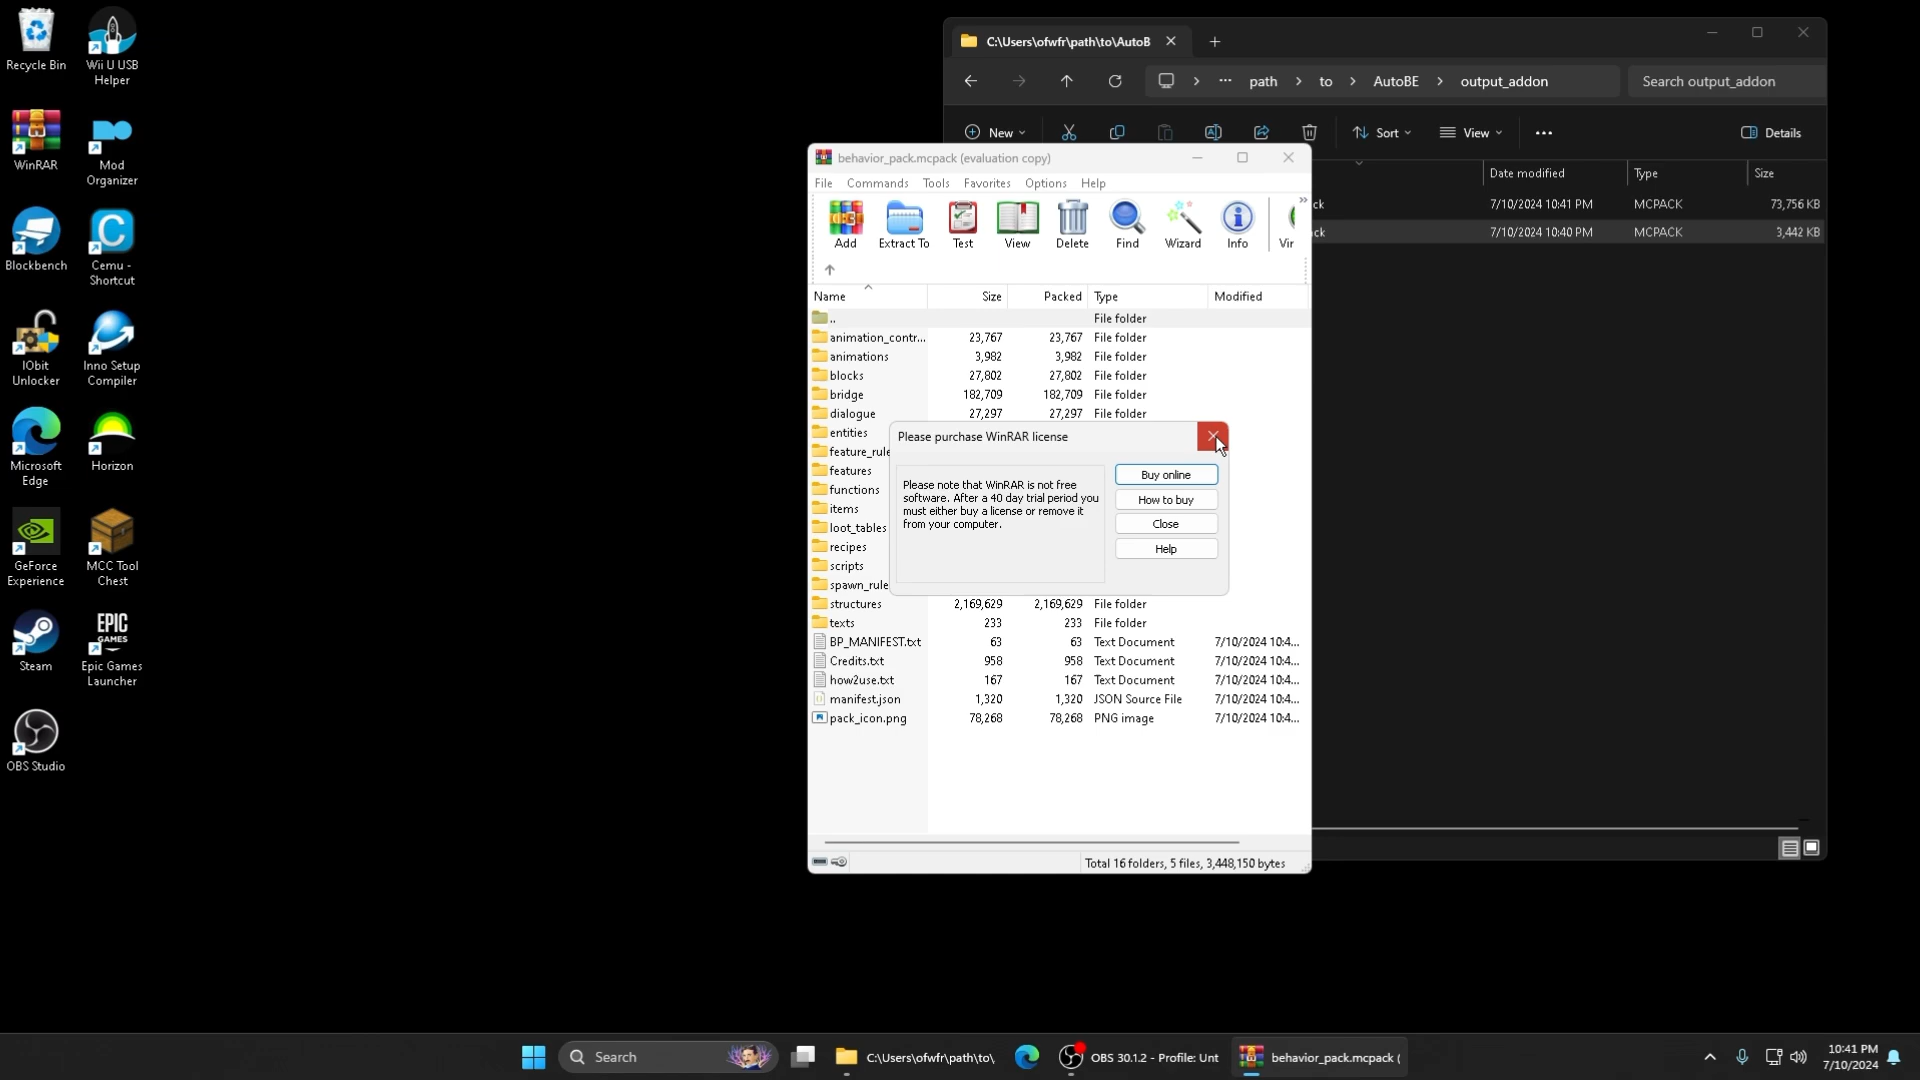 Recycle Bin
Wii U USB
Helper
WinRAR
Mod
Organizer
Blockbench
Cemu -
Shortcut
IObit
Unlocker
Inno Setup
Compiler
Microsoft
Edge
Horizon
GeForce
Experience
MCC Tool
Chest
Steam
EPIC
GAMES
Epic Games
Launcher
OBS Studio
C:\Users\ofwfr\path\to\AutoB
path > to > AutoBE > output_addon
Search output_addon
New
Sort
View
Details
Date modified
Type
Size
ck 7/10/2024 10:41 PM MCPACK 73,756 KB
ck 7/10/2024 10:40 PM MCPACK 3,442 KB
behavior_pack.mcpack (evaluation copy)
File Commands Tools Favorites Options Help
Add Extract To Test View Delete Find Wizard Info Vir
Name Size Packed Type Modified
.. File folder
animation_contr... 23,767 23,767 File folder
animations 3,982 3,982 File folder
blocks 27,802 27,802 File folder
bridge 182,709 182,709 File folder
dialogue 27,297 27,297 File folder
entities
feature_rule
features
functions
items
loot_tables
recipes
scripts
spawn_rule
structures 2,169,629 2,169,629 File folder
texts 233 233 File folder
BP_MANIFEST.txt 63 63 Text Document 7/10/2024 10:4...
Credits.txt 958 958 Text Document 7/10/2024 10:4...
how2use.txt 167 167 Text Document 7/10/2024 10:4...
manifest.json 1,320 1,320 JSON Source File 7/10/2024 10:4...
pack_icon.png 78,268 78,268 PNG image 7/10/2024 10:4...
Total 16 folders, 5 files, 3,448,150 bytes
Please purchase WinRAR license
Please note that WinRAR is not free
software. After a 40 day trial period you
must either buy a license or remove it
from your computer.
Buy online
How to buy
Close
Help
Search
C:\Users\ofwfr\path\to\
OBS 30.1.2 - Profile: Unt
behavior_pack.mcpack (
10:41 PM
7/10/2024